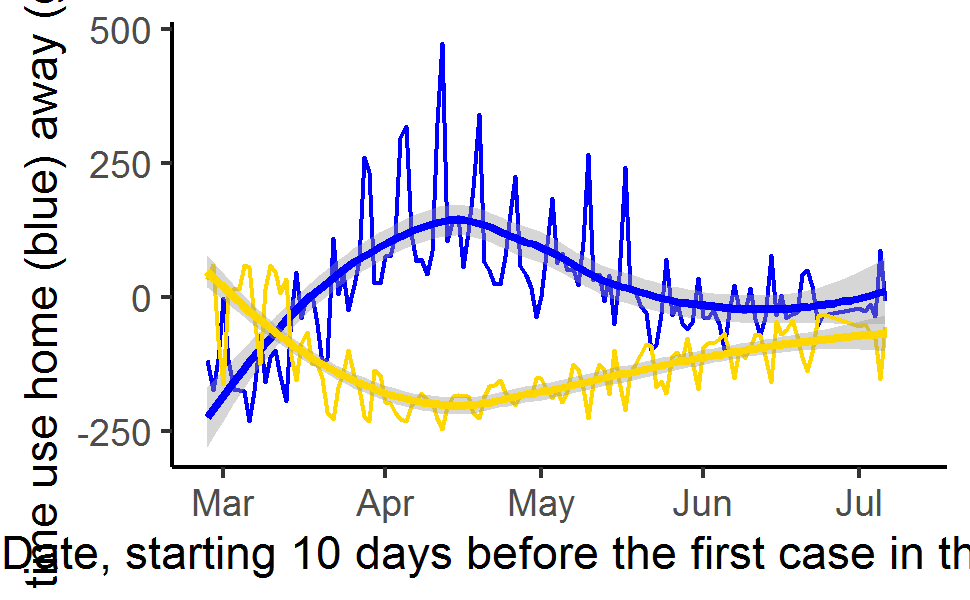 time use home (blue) away (
500
250
0
-250
Mar Apr May Jun Jul
Date, starting 10 days before the first case in th